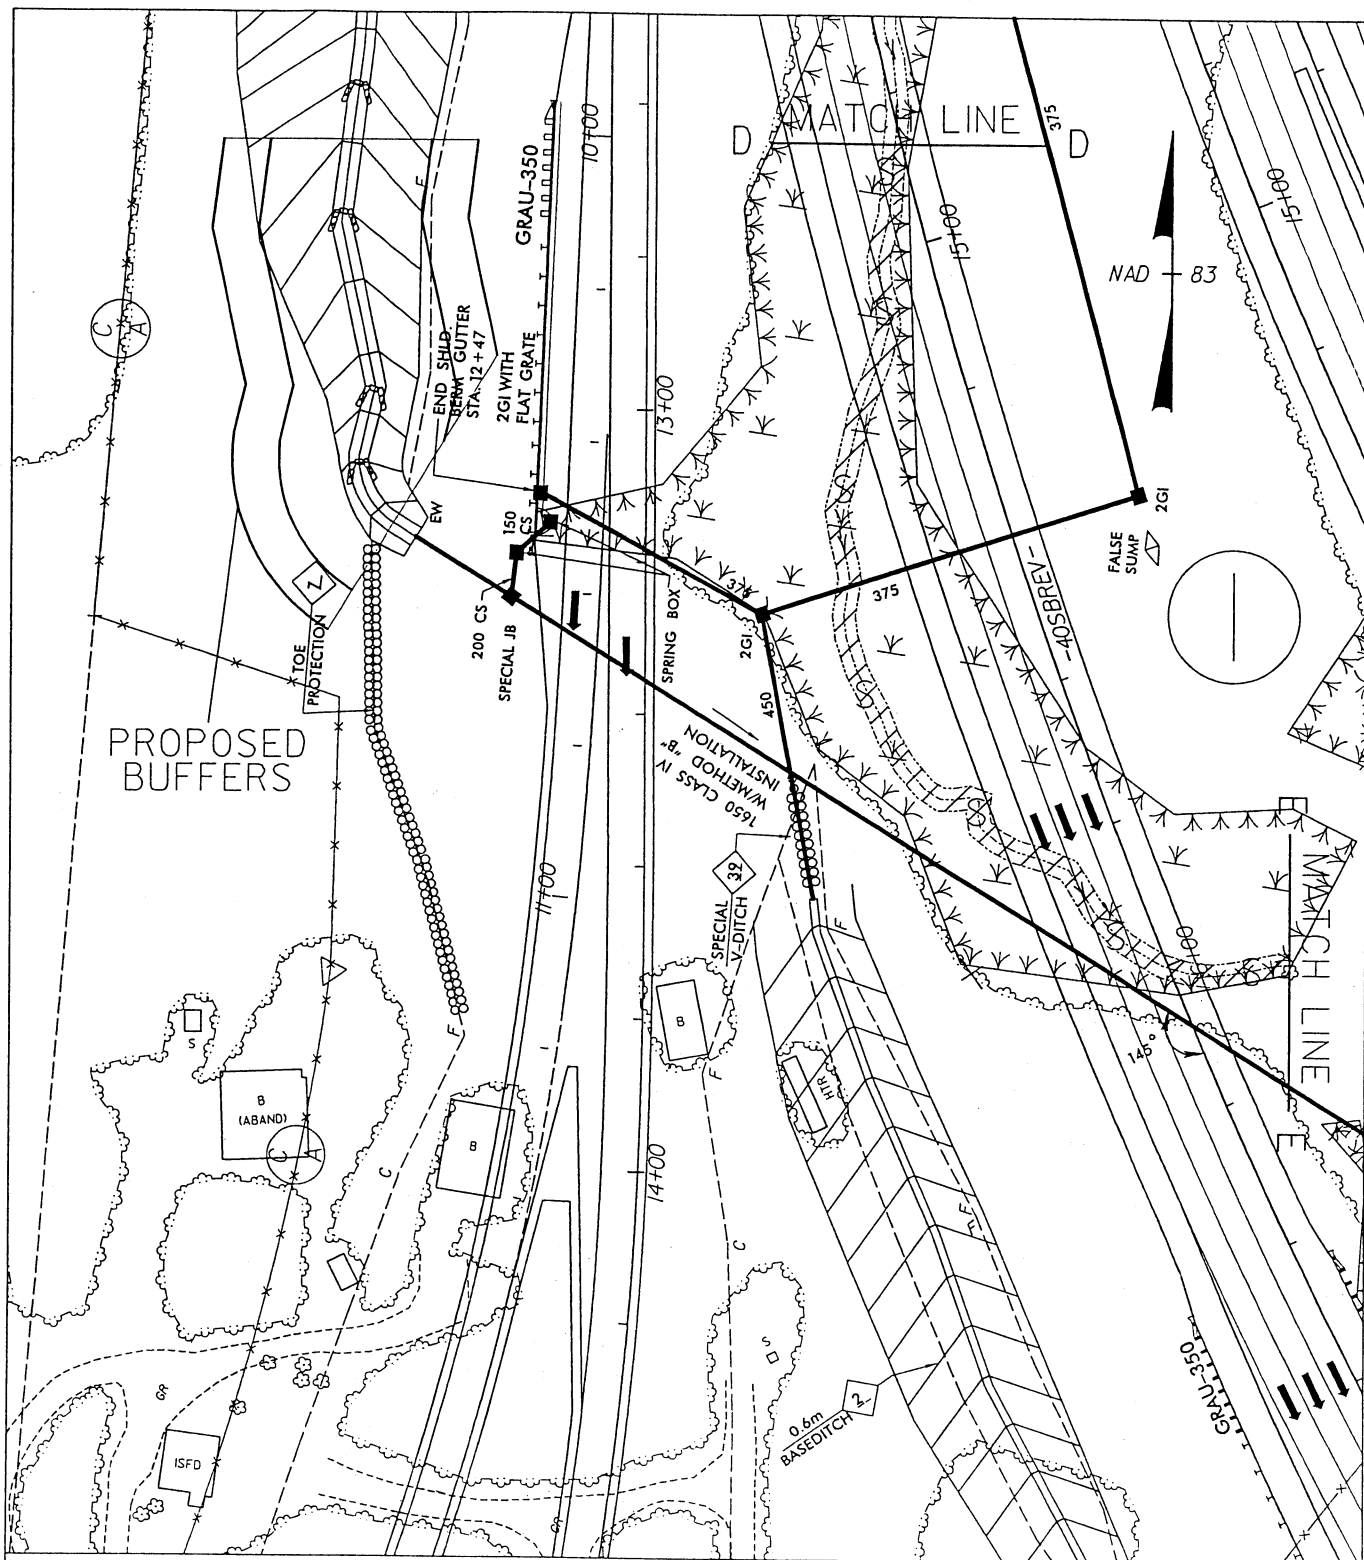 MATCH LINE
D
D
375
10+00
GRAU-350
F
15+00
15+00
NAD 83
C
A
END SHLD.
BERM GUTTER
STA. 12+47
2GI WITH
FLAT GRATE
13+00
EW
150
CS
2GI
FALSE
SUMP
375
375
-40SBREV-
200 CS
SPECIAL JB
SPRING BOX
2GI
TOE
PROTECTION
450
PROPOSED
BUFFERS
1650 CLASS IV
W/METHOD "B"
INSTALLATION
E
MATCH LINE
E
11+00
39
SPECIAL
V-DITCH
F
145°
F
B
S
B
(ABAND)
C
A
B
HTR
F
C
14+00
C
F
S
GR
0.6m
BASEDITCH
2
GRAU-350
1SFD
GR